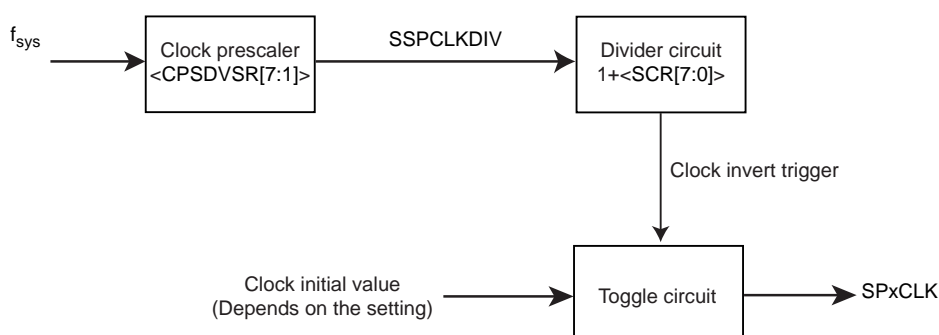 fsys
Clock prescaler
<CPSDVSR[7:1]>
SSPCLKDIV
Divider circuit
1+<SCR[7:0]>
Clock invert trigger
Clock initial value
(Depends on the setting)
Toggle circuit
SPxCLK